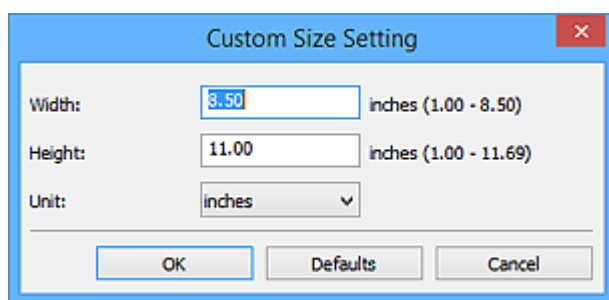 Custom Size Setting
Width: 8.50 inches (1.00 - 8.50)
Height: 11.00 inches (1.00 - 11.69)
Unit: inches
OK Defaults Cancel